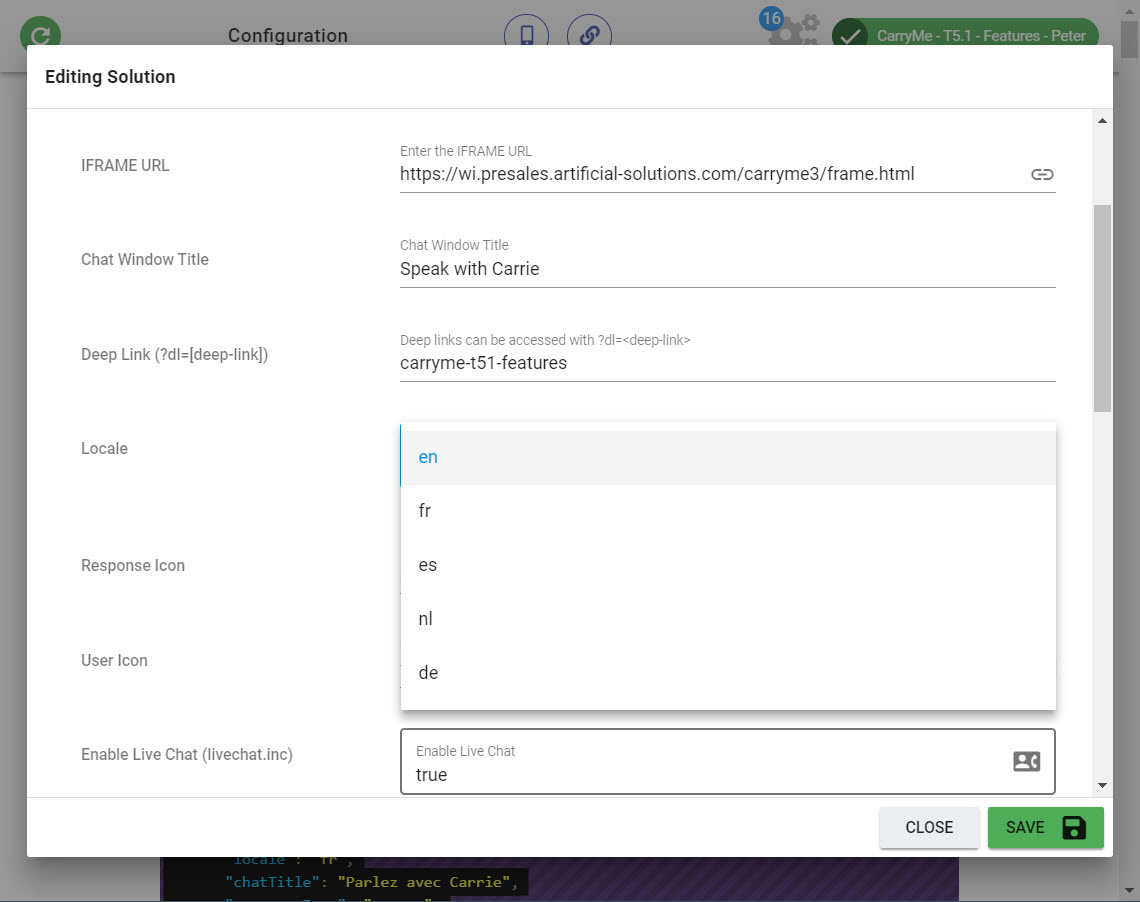 Configuration
16
CarryMe - T5.1 - Features - Peter
Editing Solution
IFRAME URL
Enter the IFRAME URL
https://wi.presales.artificial-solutions.com/carryme3/frame.html
Chat Window Title
Chat Window Title
Speak with Carrie
Deep Link (?dl=[deep-link])
Deep links can be accessed with ?dl=<deep-link>
carryme-t51-features
Locale
en
fr
es
nl
de
Response Icon
User Icon
Enable Live Chat (livechat.inc)
Enable Live Chat
true
CLOSE
SAVE
"locale": "fr",
"chatTitle": "Parlez avec Carrie",